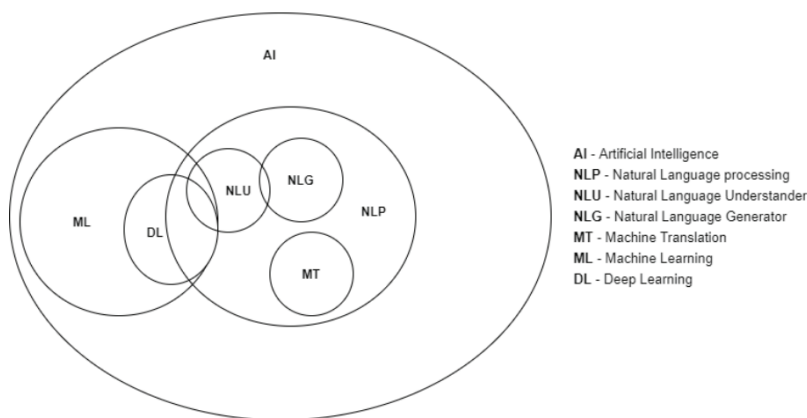 AI
ML
DL
NLU
NLG
NLP
MT
AI - Artificial Intelligence
NLP - Natural Language processing
NLU - Natural Language Understander
NLG - Natural Language Generator
MT - Machine Translation
ML - Machine Learning
DL - Deep Learning